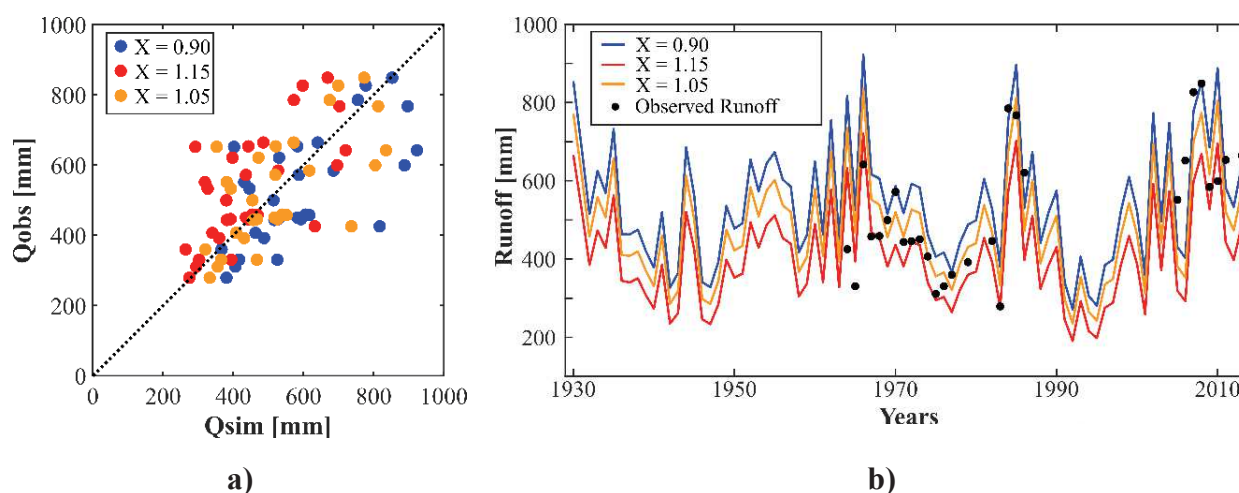 1000
800
600
400
200
0
Qobs [mm]
X = 0.90
X = 1.15
X = 1.05
0 200 400 600 800 1000
Qsim [mm]
a)
1000
800
600
400
200
Runoff [mm]
X = 0.90
X = 1.15
X = 1.05
Observed Runoff
1930 1950 1970 1990 2010
Years
b)